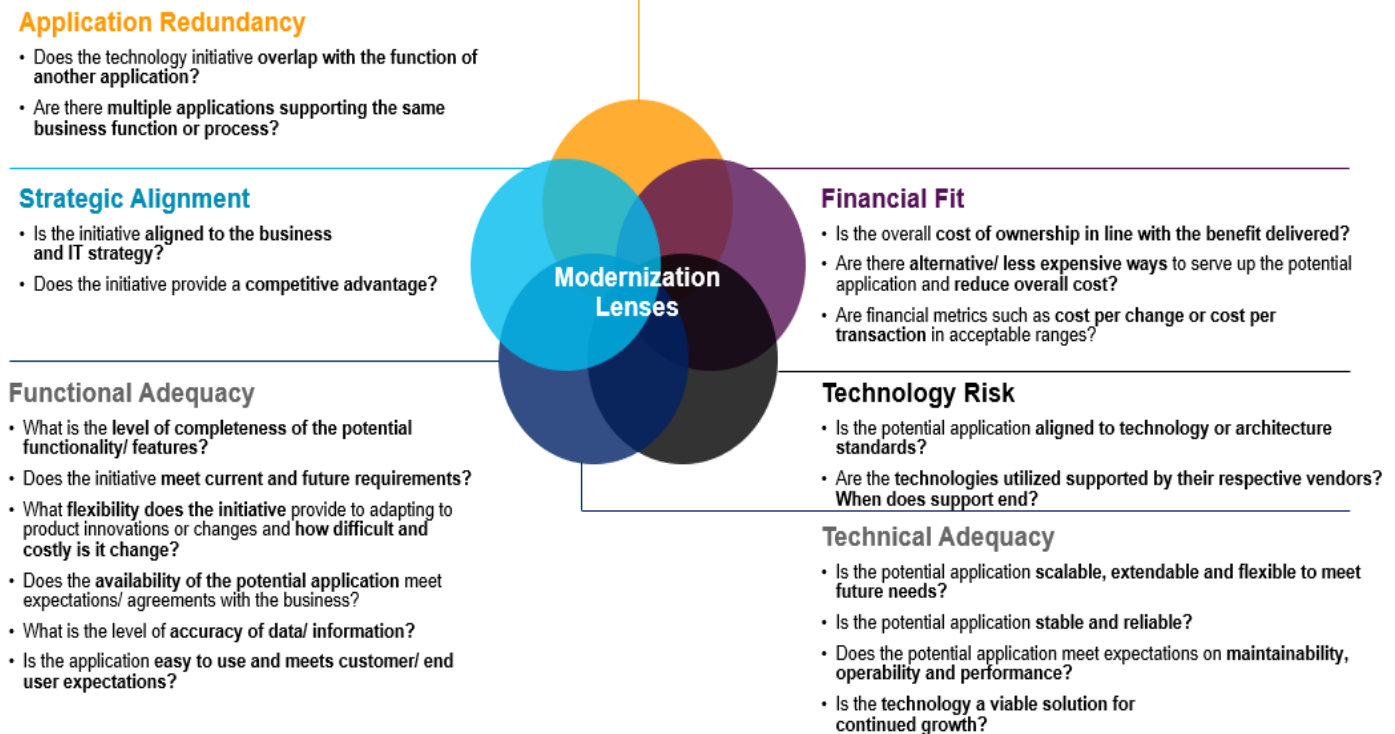 Application Redundancy
• Does the technology initiative overlap with the function of
another application?
• Are there multiple applications supporting the same
business function or process?
Strategic Alignment
• Is the initiative aligned to the business
and IT strategy?
• Does the initiative provide a competitive advantage?
Functional Adequacy
• What is the level of completeness of the potential
functionality/ features?
• Does the initiative meet current and future requirements?
• What flexibility does the initiative provide to adapting to
product innovations or changes and how difficult and
costly is it change?
• Does the availability of the potential application meet
expectations/ agreements with the business?
• What is the level of accuracy of data/ information?
• Is the application easy to use and meets customer/ end
user expectations?
Modernization
Lenses
Financial Fit
• Is the overall cost of ownership in line with the benefit delivered?
• Are there alternative/ less expensive ways to serve up the potential
application and reduce overall cost?
• Are financial metrics such as cost per change or cost per
transaction in acceptable ranges?
Technology Risk
• Is the potential application aligned to technology or architecture
standards?
• Are the technologies utilized supported by their respective vendors?
When does support end?
Technical Adequacy
• Is the potential application scalable, extendable and flexible to meet
future needs?
• Is the potential application stable and reliable?
• Does the potential application meet expectations on maintainability,
operability and performance?
• Is the technology a viable solution for
continued growth?